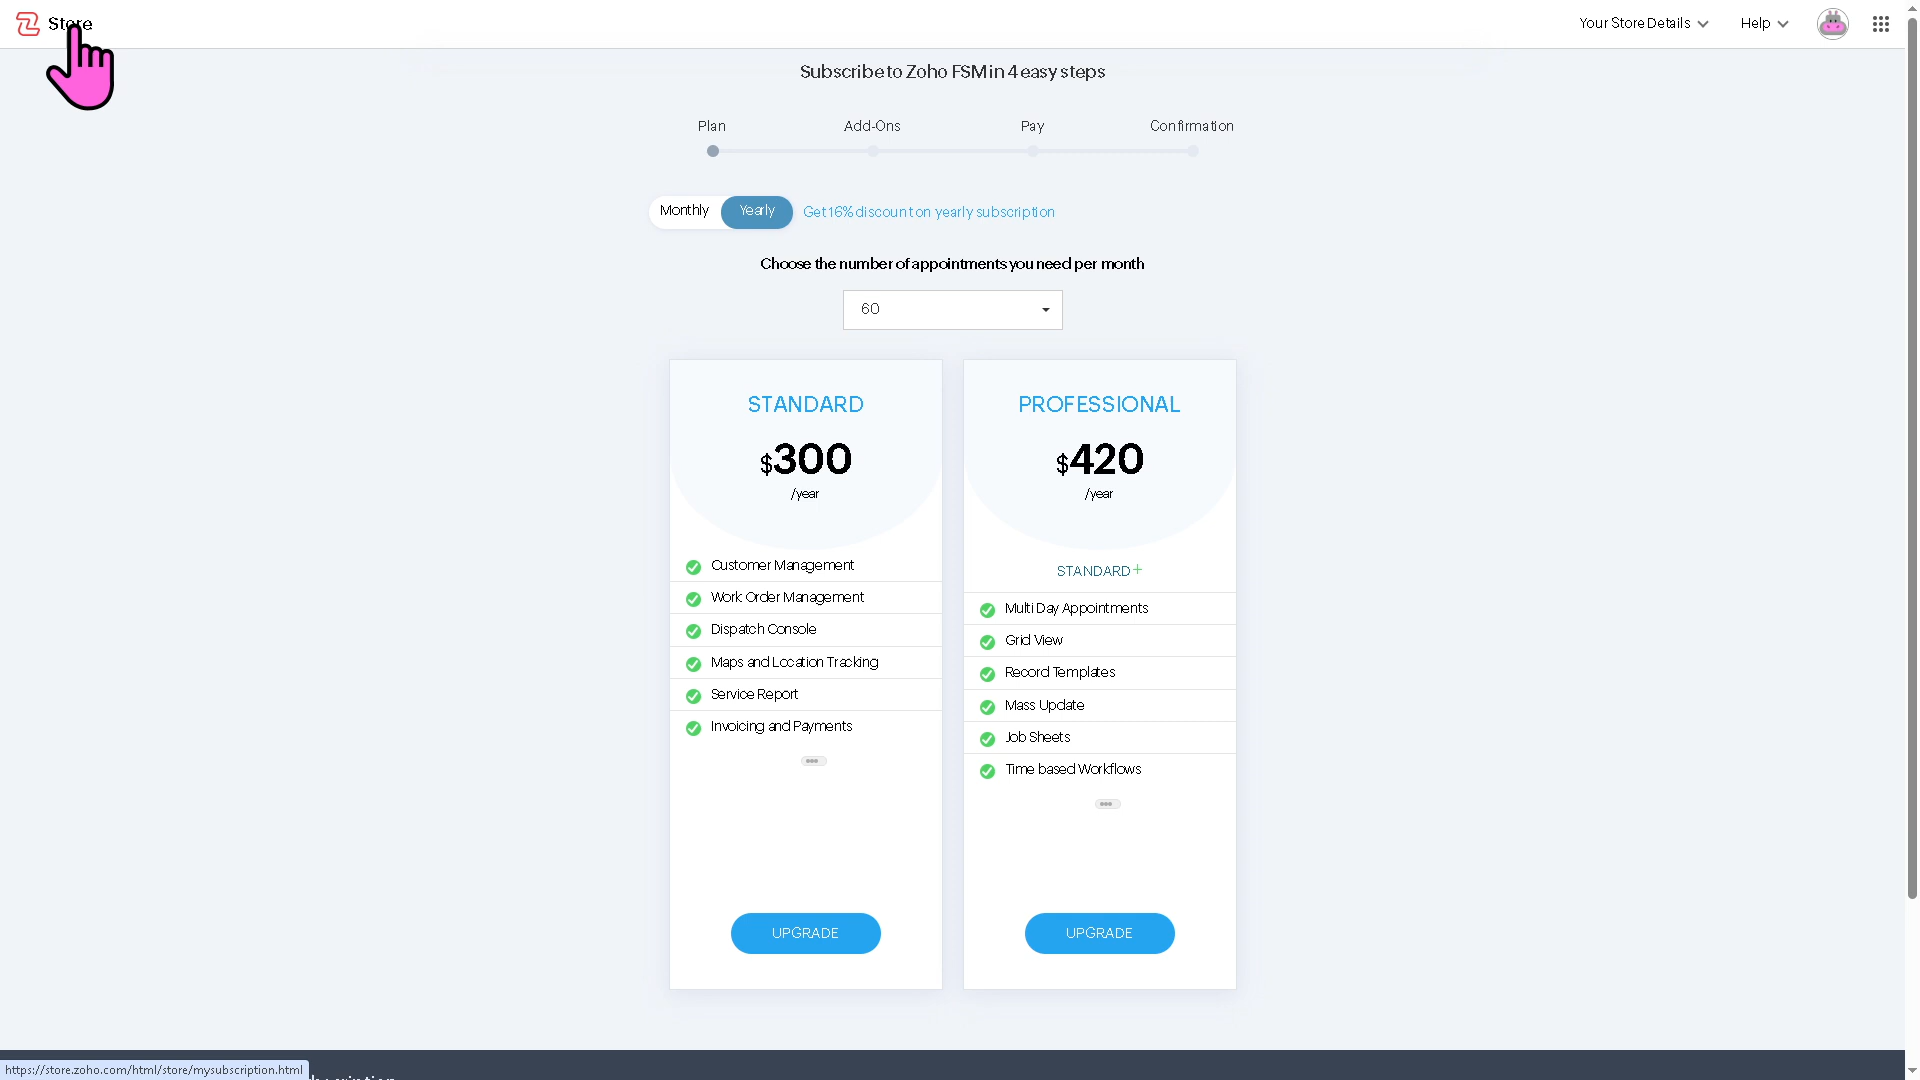 Store
Your Store Details
Help
Subscribe to Zoho FSM in 4 easy steps
Plan
Add-Ons
Pay
Confirmation
Monthly
Yearly
Get 16% discount on yearly subscription
Choose the number of appointments you need per month
60
STANDARD
$300
/year
Customer Management
Work Order Management
Dispatch Console
Maps and Location Tracking
Service Report
Invoicing and Payments
UPGRADE
PROFESSIONAL
$420
/year
STANDARD+
Multi Day Appointments
Grid View
Record Templates
Mass Update
Job Sheets
Time based Workflows
UPGRADE
https://store.zoho.com/html/store/mysubscription.html